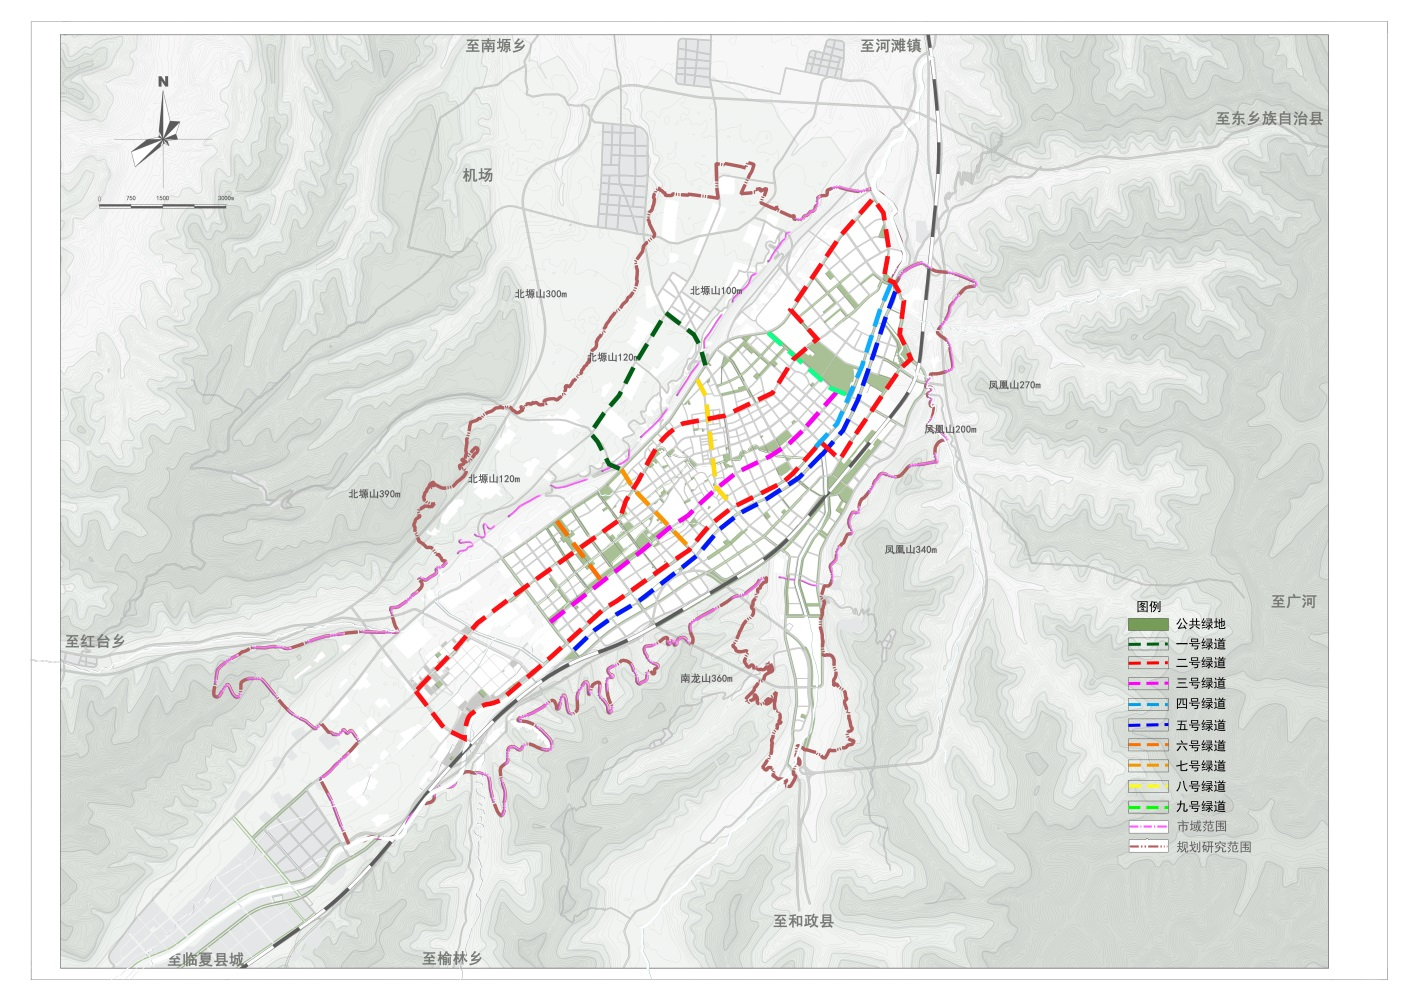 至南塬乡
至河滩镇
N
至东乡族自治县
机场
0 750 1500 3000m
北塬山300m
北塬山100m
北塬山120m
凤凰山270m
凤凰山200m
北塬山120m
北塬山390m
凤凰山340m
至广河
至红台乡
南龙山360m
图例
公共绿地
一号绿道
二号绿道
三号绿道
四号绿道
五号绿道
六号绿道
七号绿道
八号绿道
九号绿道
市域范围
规划研究范围
至和政县
至临夏县城
至榆林乡